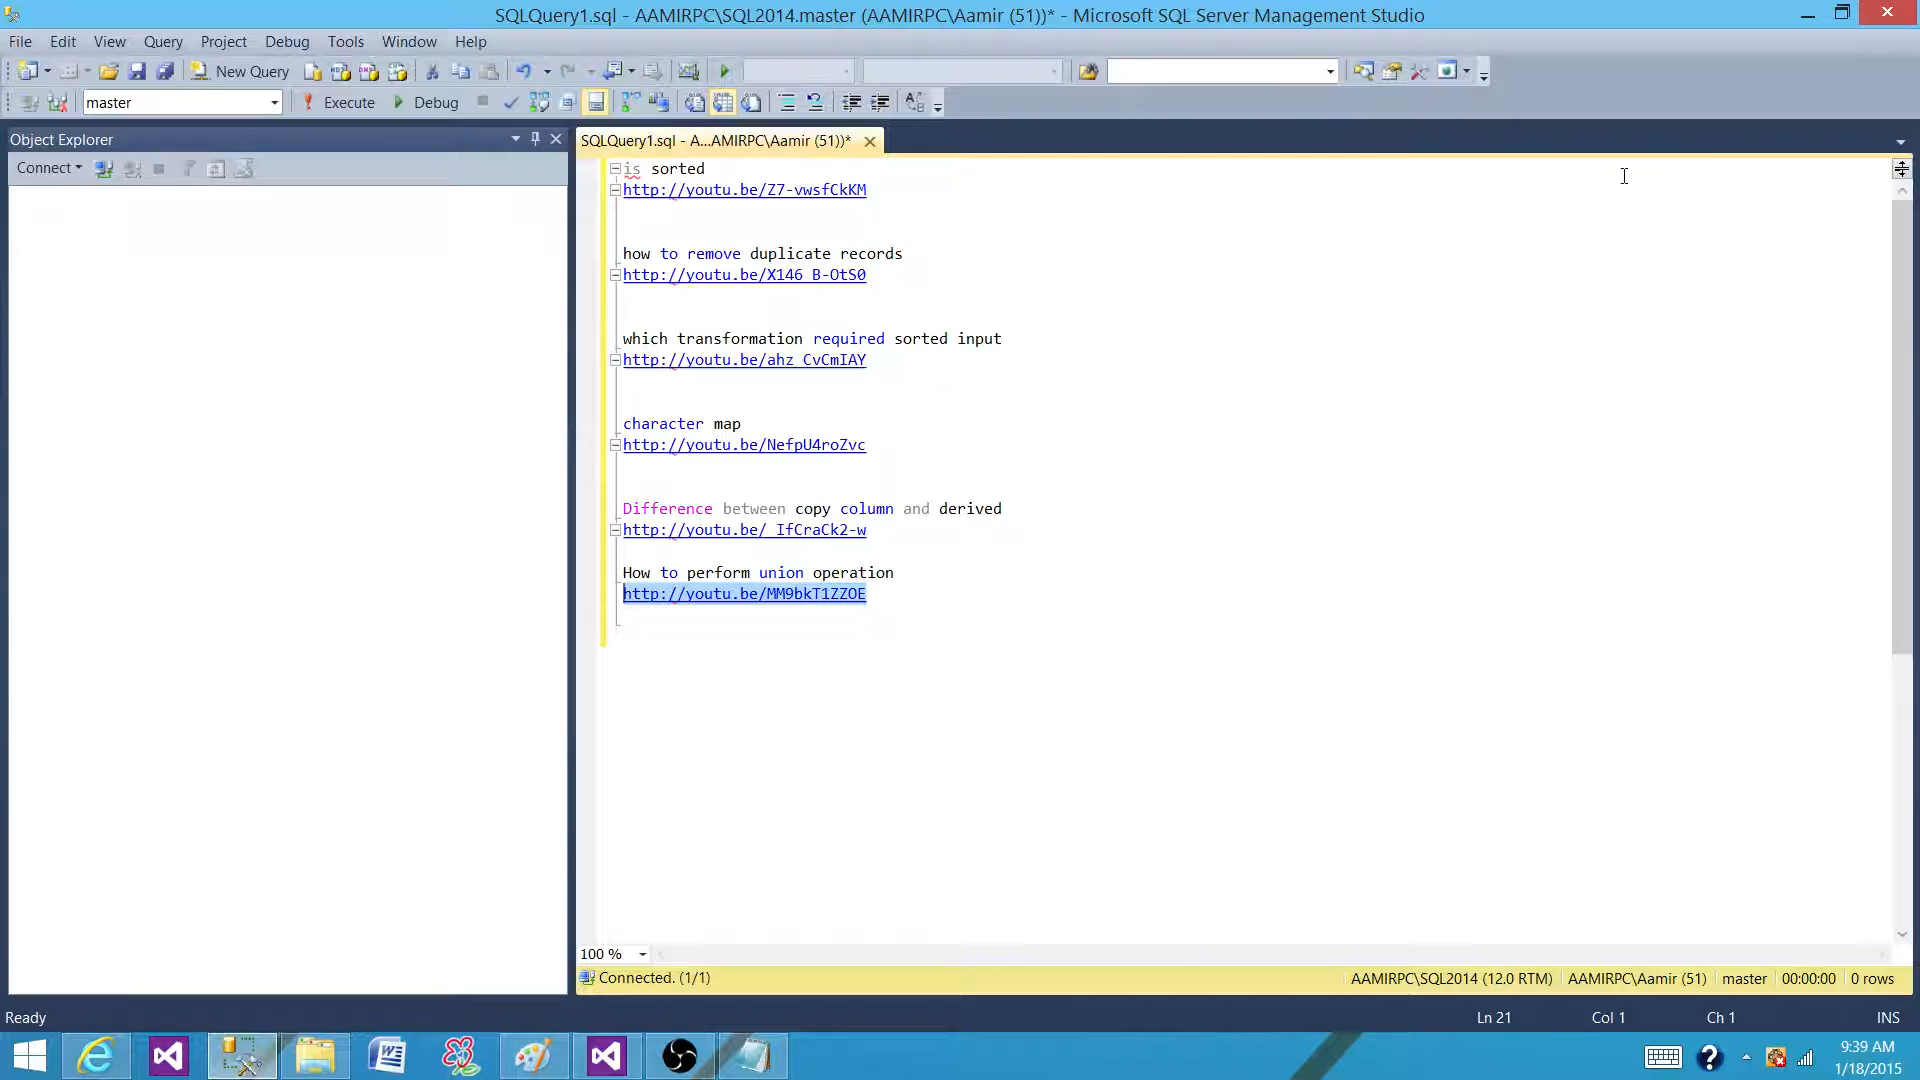 SQLQuery1.sql - AAMIRPC\SQL2014.master (AAMIRPC\Aamir (51))* - Microsoft SQL Server Management Studio
File Edit View Query Project Debug Tools Window Help
New Query
master Execute Debug
Object Explorer
Connect
SQLQuery1.sql - A...AMIRPC\Aamir (51))*
is sorted
http://youtu.be/Z7-vwsfCkKM
how to remove duplicate records
http://youtu.be/X146_B-OtS0
which transformation required sorted input
http://youtu.be/ahz_CvCmIAY
character map
http://youtu.be/NefpU4roZvc
Difference between copy column and derived
http://youtu.be/_IfCraCk2-w
How to perform union operation
http://youtu.be/MM9bkT1ZZOE
100 %
Connected. (1/1) AAMIRPC\SQL2014 (12.0 RTM) AAMIRPC\Aamir (51) master 00:00:00 0 rows
Ready Ln 21 Col 1 Ch 1 INS
9:39 AM
1/18/2015